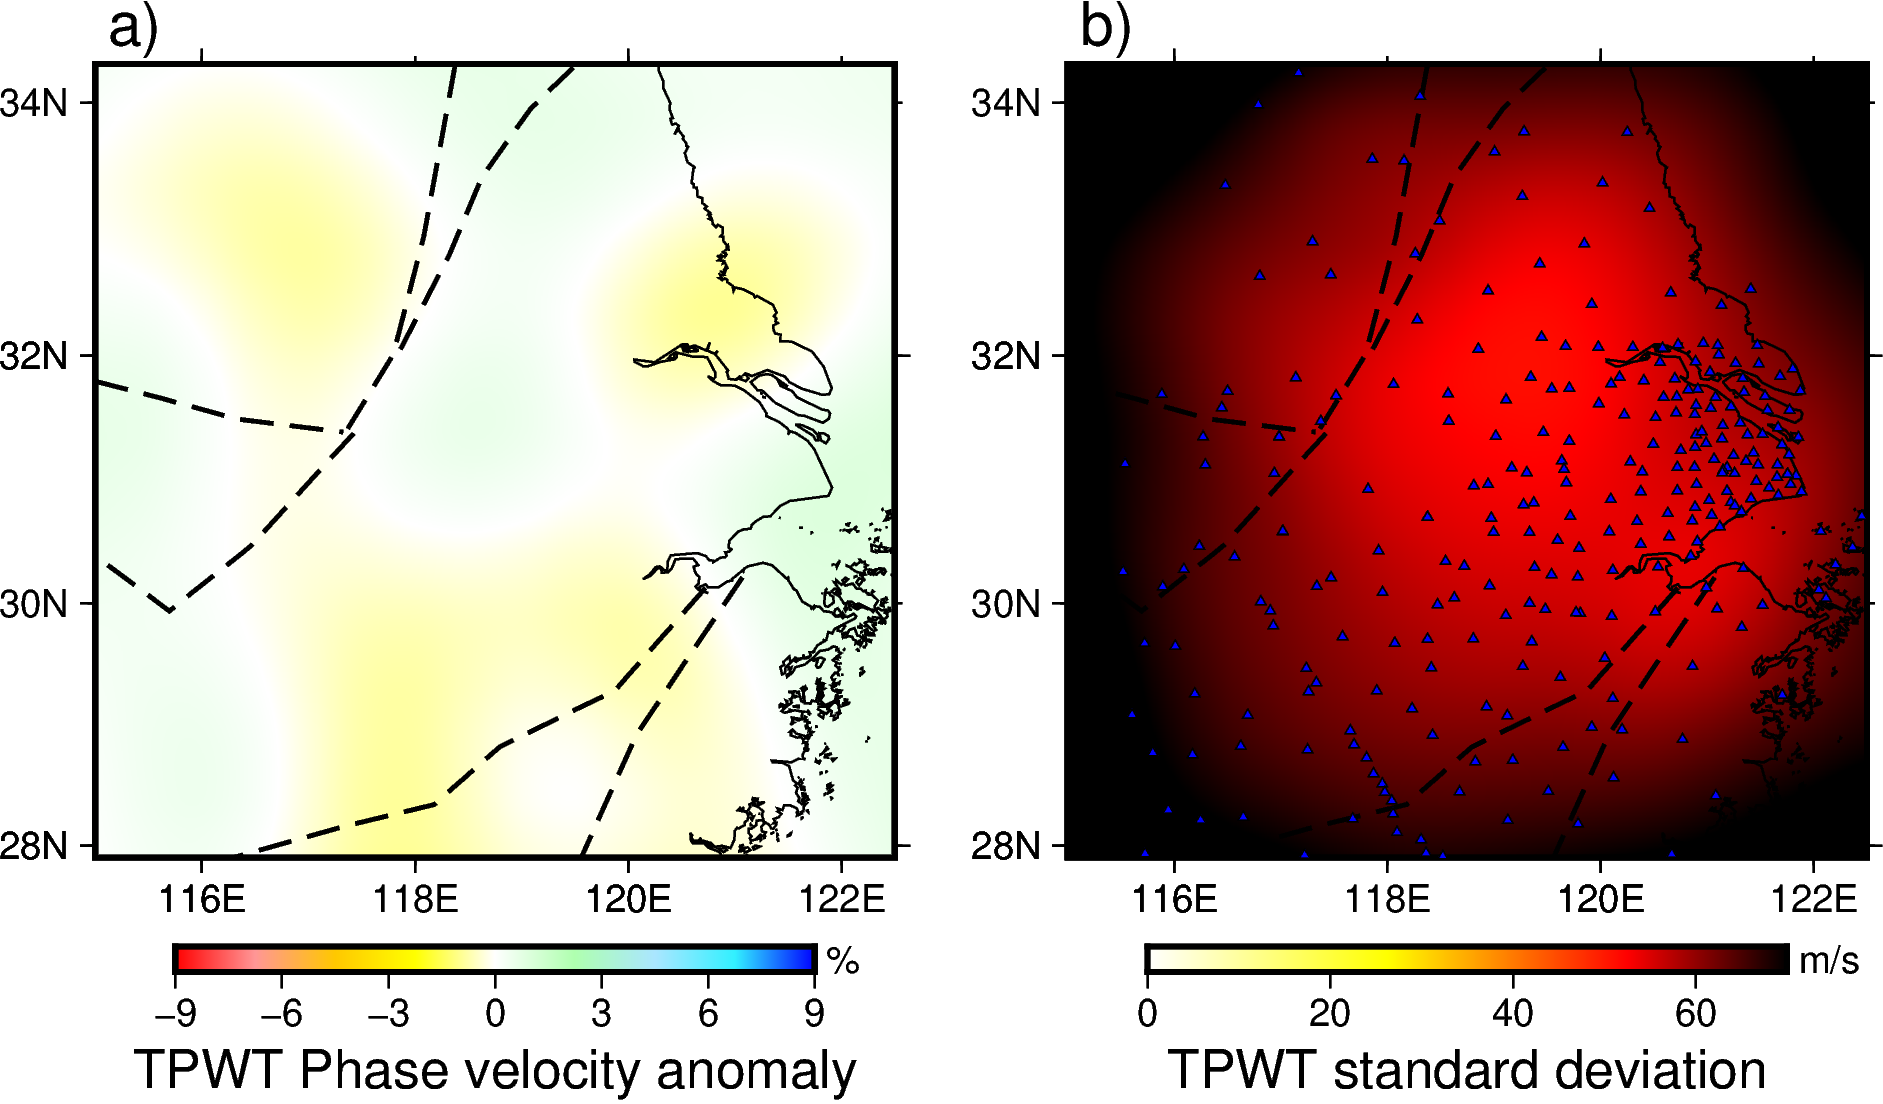 a)
34N
32N
30N
28N
116E 118E 120E 122E
%
−9 −6 −3 0 3 6 9
TPWT Phase velocity anomaly
b)
34N
32N
30N
28N
116E 118E 120E 122E
m/s
0 20 40 60
TPWT standard deviation